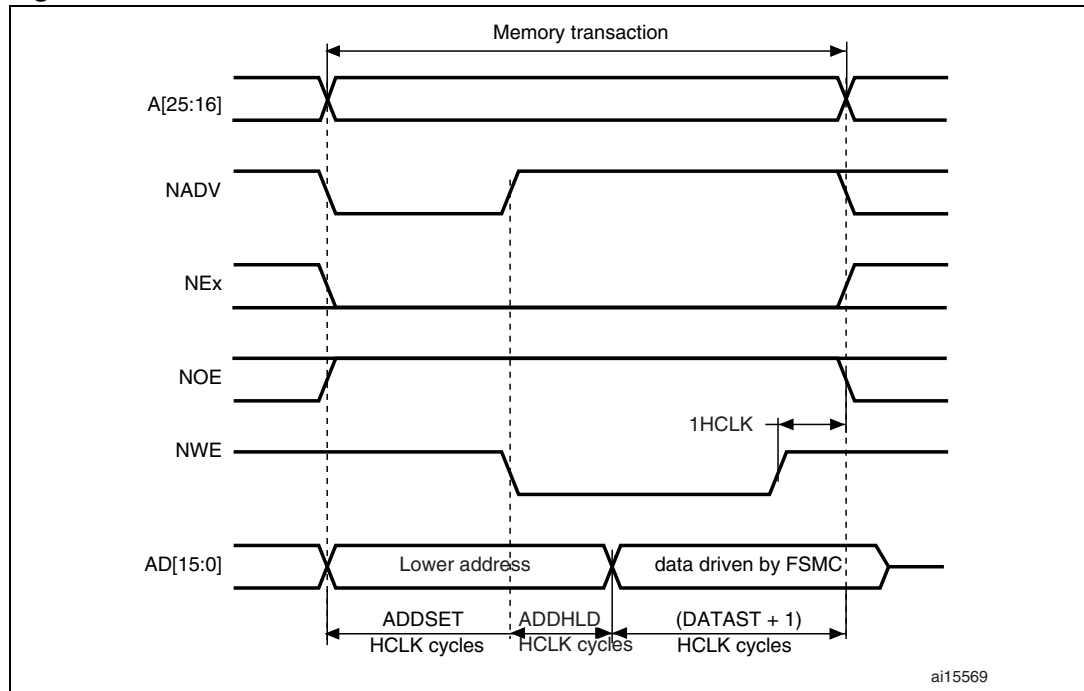 Memory transaction
A[25:16]
NADV
NEx
NOE
1HCLK
NWE
AD[15:0]
Lower address
data driven by FSMC
ADDSET
HCLK cycles
ADDHLD
HCLK cycles
(DATAST + 1)
HCLK cycles
ai15569